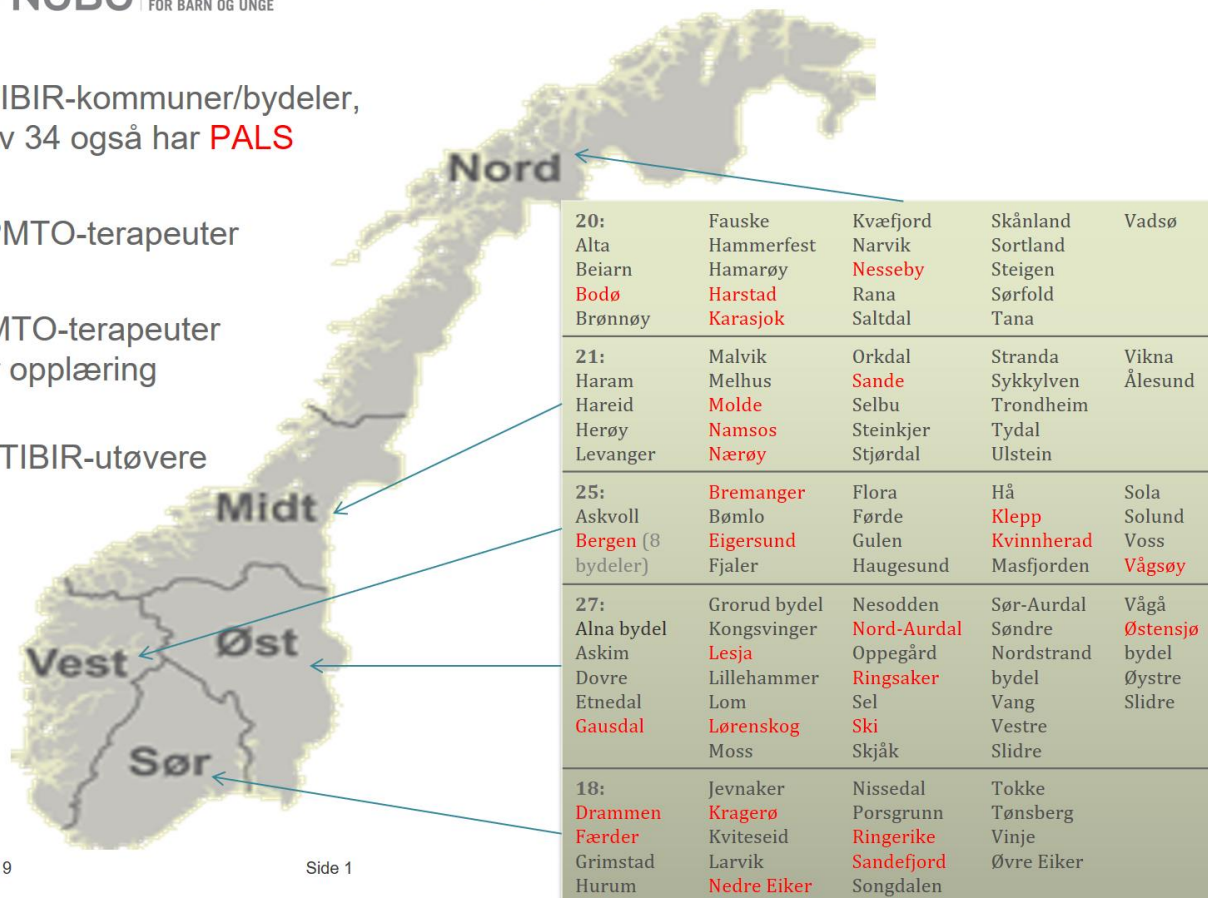 NUBU FOR BARN OG UNGE
IBIR-kommuner/bydeler,
v 34 også har PALS
PMTO-terapeuter
MTO-terapeuter
opplæring
TIBIR-utøvere
Nord
Midt
Vest
Øst
Sør
20: Fauske Kvæfjord Skånland Vadsø
Alta Hammerfest Narvik Sortland
Beiarn Hamarøy Nesseby Steigen
Bodø Harstad Rana Sørfold
Brønnøy Karasjok Saltdal Tana
21: Malvik Orkdal Stranda Vikna
Haram Melhus Sande Sykkylven Ålesund
Hareid Molde Selbu Trondheim
Herøy Namsos Steinkjer Tydal
Levanger Nærøy Stjørdal Ulstein
25: Bremanger Flora Hå Sola
Askvoll Bømlo Førde Klepp Solund
Bergen (8 Eigersund Gulen Kvinnherad Voss
bydeler) Fjaler Haugesund Masfjorden Vågsøy
27: Grorud bydel Nesodden Sør-Aurdal Vågå
Alna bydel Kongsvinger Nord-Aurdal Søndre Østensjø
Askim Lesja Oppegård Nordstrand bydel
Dovre Lillehammer Ringsaker bydel Øystre
Etnedal Lom Sel Vang Slidre
Gausdal Lørenskog Ski Vestre
Moss Skjåk Slidre
18: Jevnaker Nissedal Tokke
Drammen Kragerø Porsgrunn Tønsberg
Færder Kviteseid Ringerike Vinje
Grimstad Larvik Sandefjord Øvre Eiker
Hurum Nedre Eiker Songdalen
9 Side 1